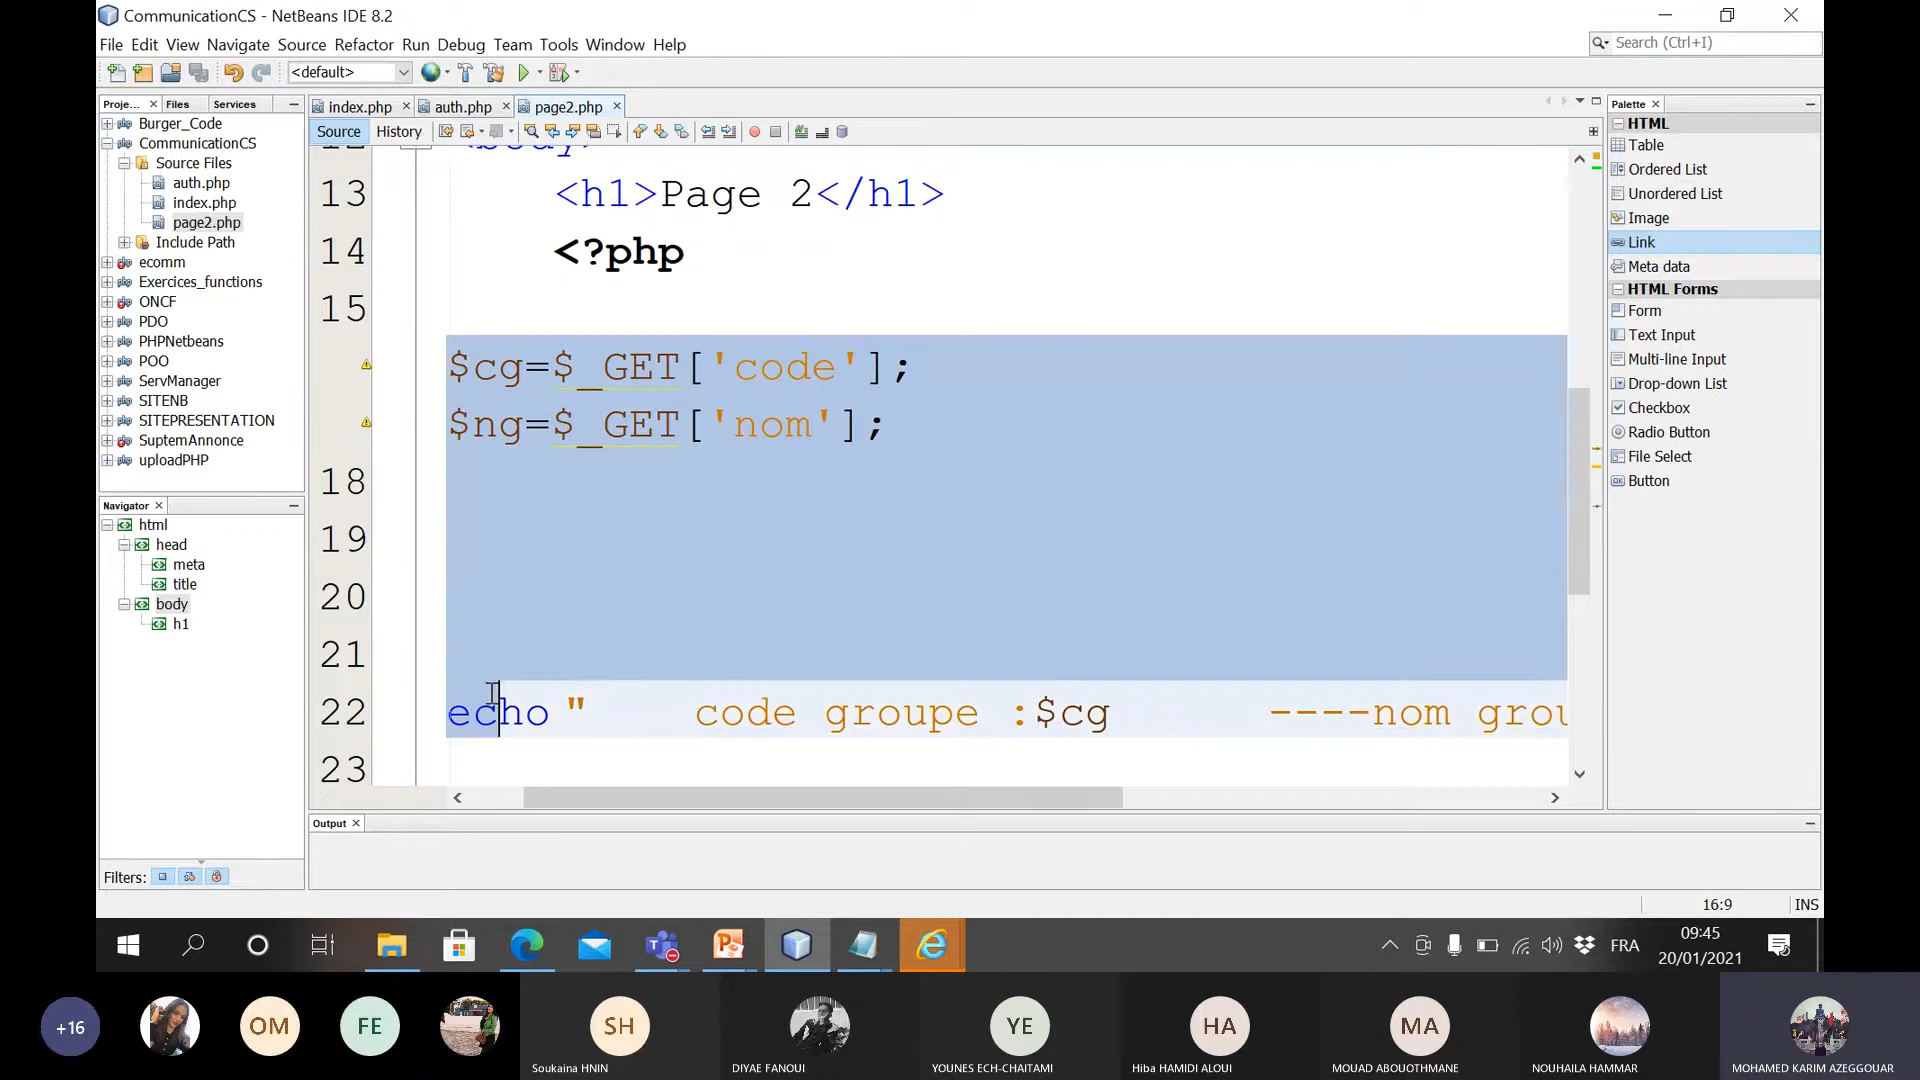 CommunicationCS - NetBeans IDE 8.2
File Edit View Navigate Source Refactor Run Debug Team Tools Window Help
Search (Ctrl+I)
<default>
Proje... Files Services
index.php auth.php page2.php
Palette
Source History
Burger_Code
CommunicationCS
Source Files
auth.php
index.php
page2.php
Include Path
ecomm
Exercices_functions
ONCF
PDO
PHPNetbeans
POO
ServManager
SITENB
SITEPRESENTATION
SuptemAnnonce
uploadPHP
Navigator
html
head
meta
title
body
h1
Filters:
12 <body>
13 <h1>Page 2</h1>
14 <?php
15
$cg=$_GET['code'];
$ng=$_GET['nom'];
18
19
20
21
22 echo " code groupe :$cg ----nom grou
23
HTML
Table
Ordered List
Unordered List
Image
Link
Meta data
HTML Forms
Form
Text Input
Multi-line Input
Drop-down List
Checkbox
Radio Button
File Select
Button
Output
16:9 INS
FRA
09:45
20/01/2021
+16
OM
FE
SH
YE
HA
MA
Soukaina HNIN
DIYAE FANOUI
YOUNES ECH-CHAITAMI
Hiba HAMIDI ALOUI
MOUAD ABOUOTHMANE
NOUHAILA HAMMAR
MOHAMED KARIM AZEGGOUAR